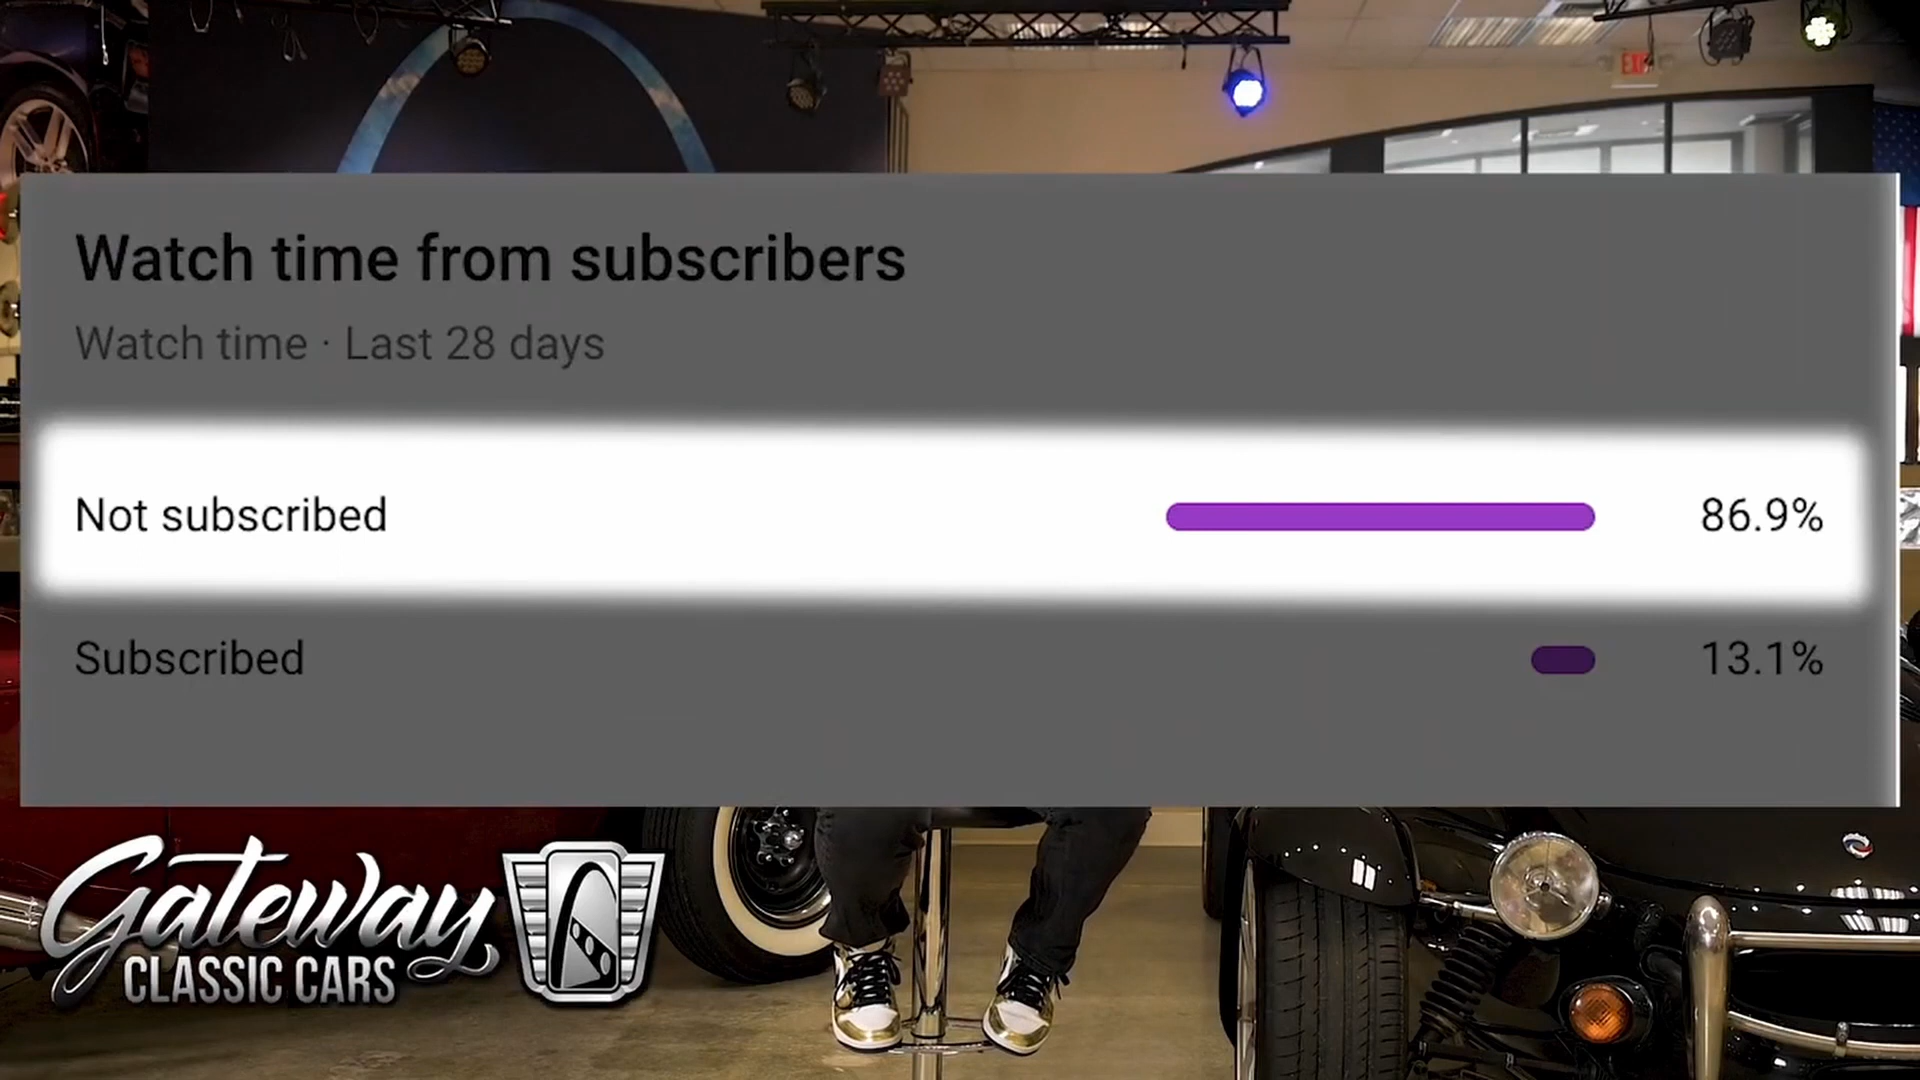 EXIT
Watch time from subscribers
Watch time · Last 28 days
Not subscribed 86.9%
Subscribed 13.1%
Gateway
CLASSIC CARS